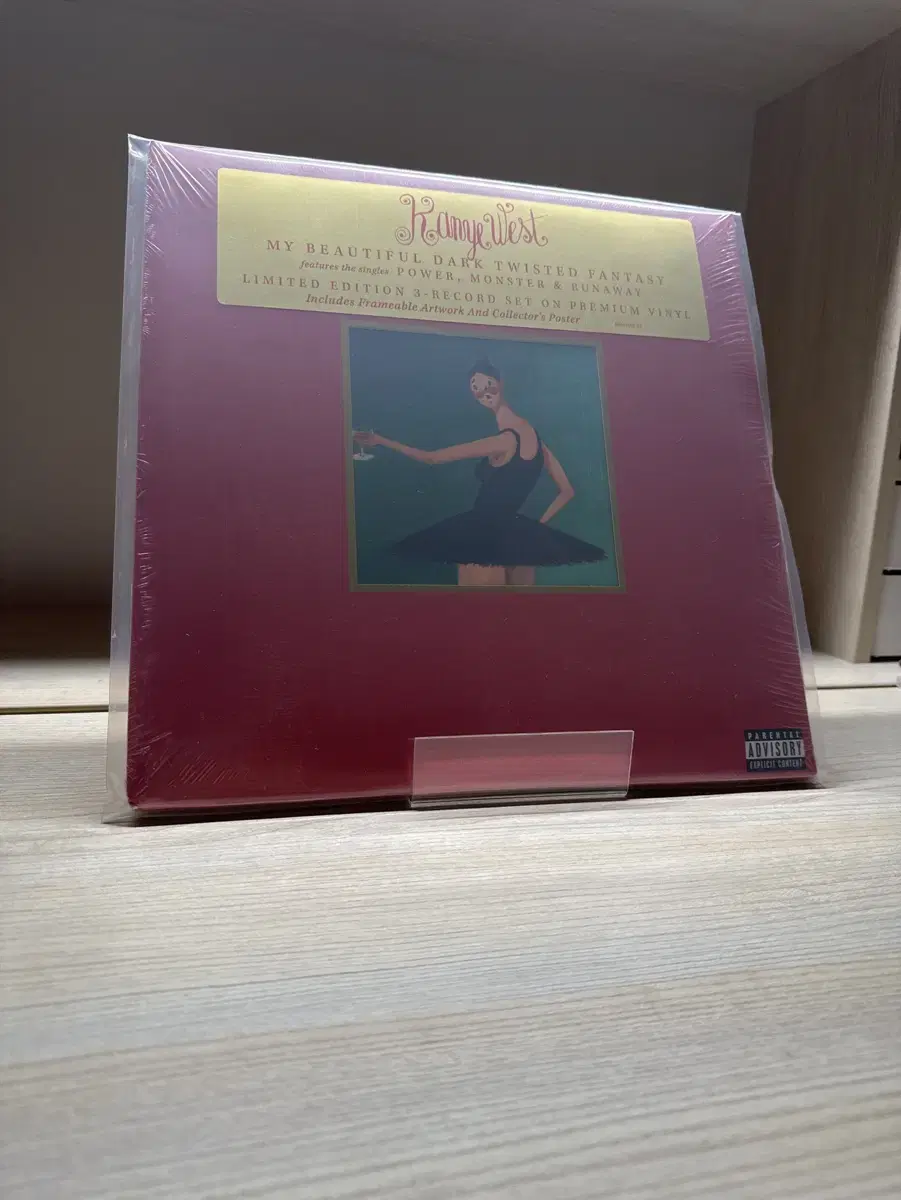 Kanye West
MY BEAUTIFUL DARK TWISTED FANTASY
features the singles POWER, MONSTER & RUNAWAY
LIMITED EDITION 3-RECORD SET ON PREMIUM VINYL
Includes Frameable Artwork And Collector's Poster
PARENTAL
ADVISORY
EXPLICIT CONTENT